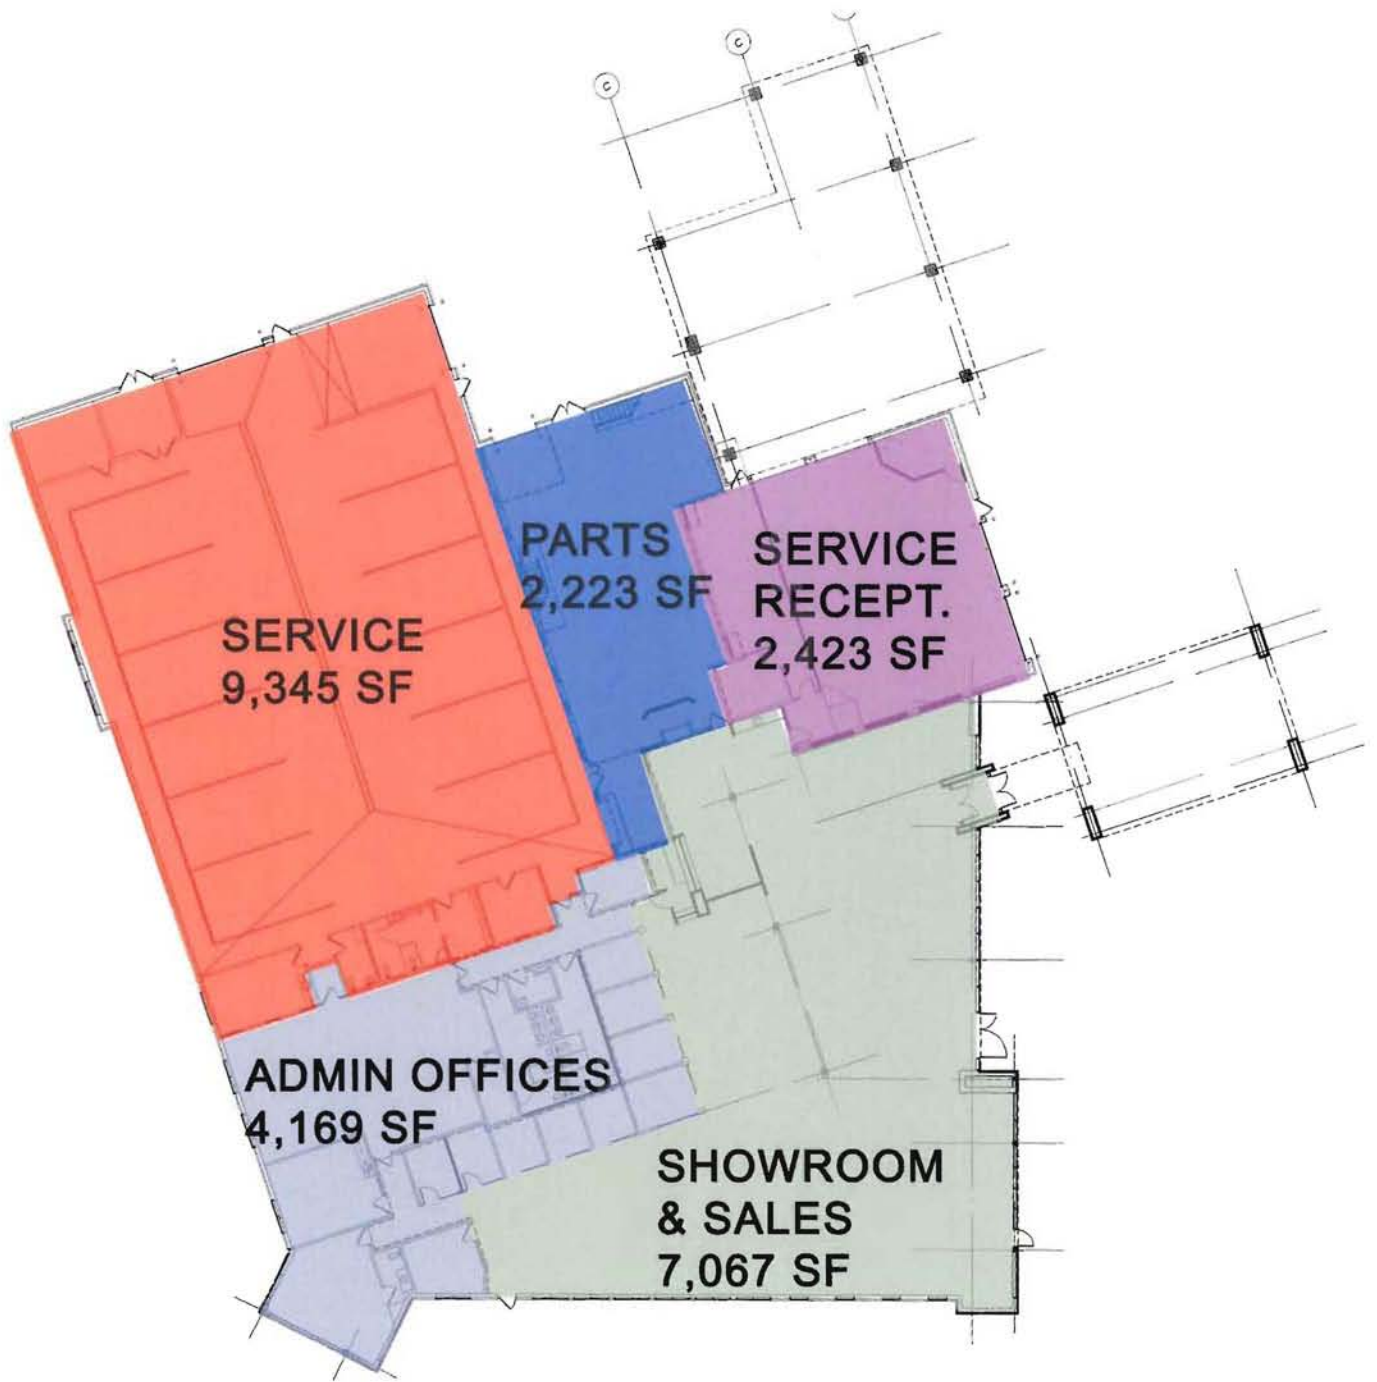 C
C
PARTS
2,223 SF
SERVICE
RECEPT.
2,423 SF
SERVICE
9,345 SF
ADMIN OFFICES
4,169 SF
SHOWROOM
& SALES
7,067 SF